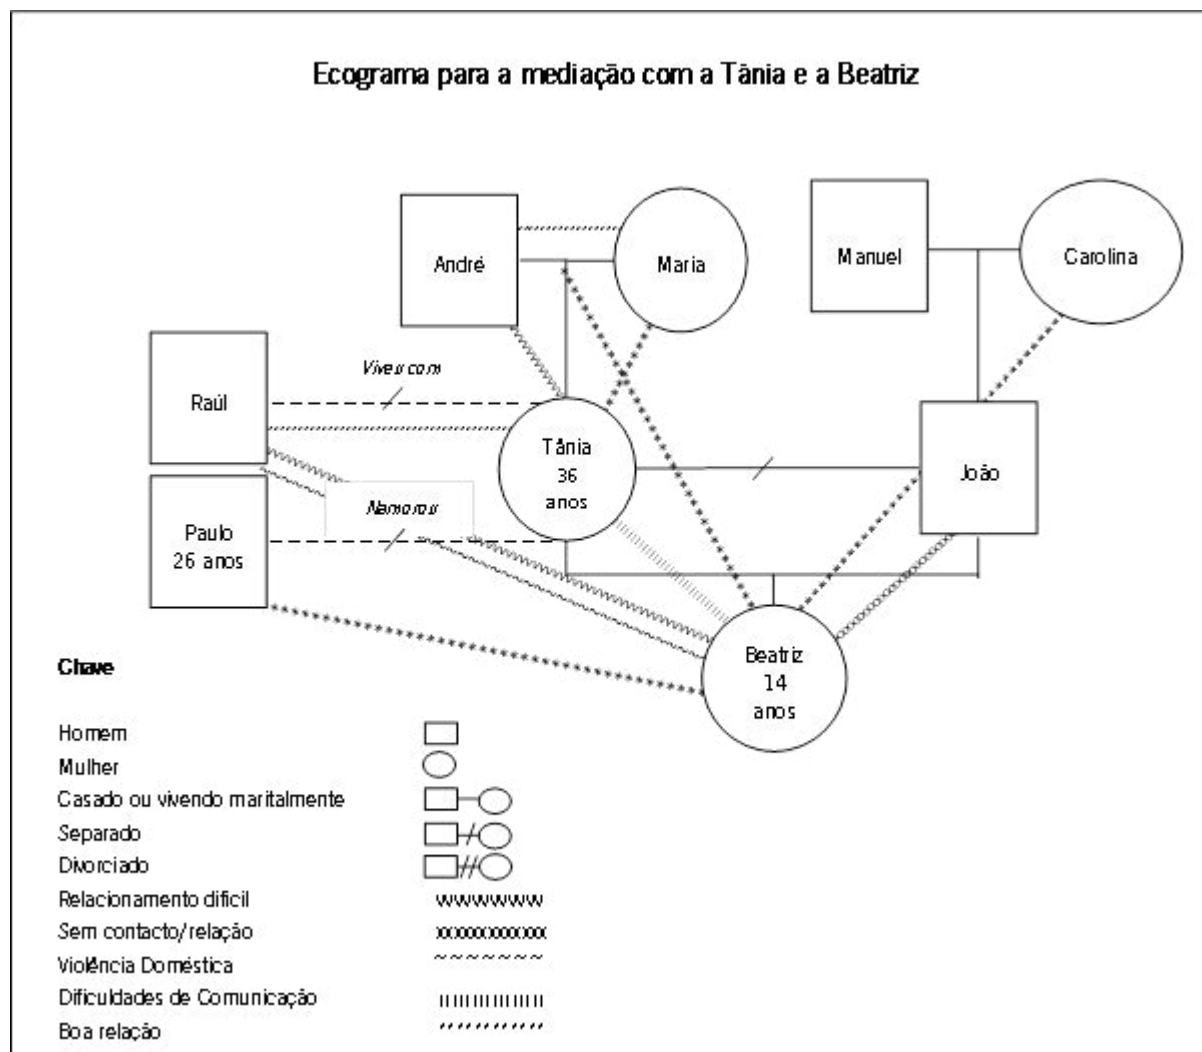 Ecograma para a mediação com a Tânia e a Beatriz
André
Maria
Manuel
Carolina
Raúl
Viveu com
Tânia
36
anos
João
Paulo
26 anos
Namorou
Beatriz
14
anos
Chave
Homem
Mulher
Casado ou vivendo maritalmente
Separado
Divorciado
Relacionamento difícil
Sem contacto/relação
Violência Doméstica
Dificuldades de Comunicação
Boa relação